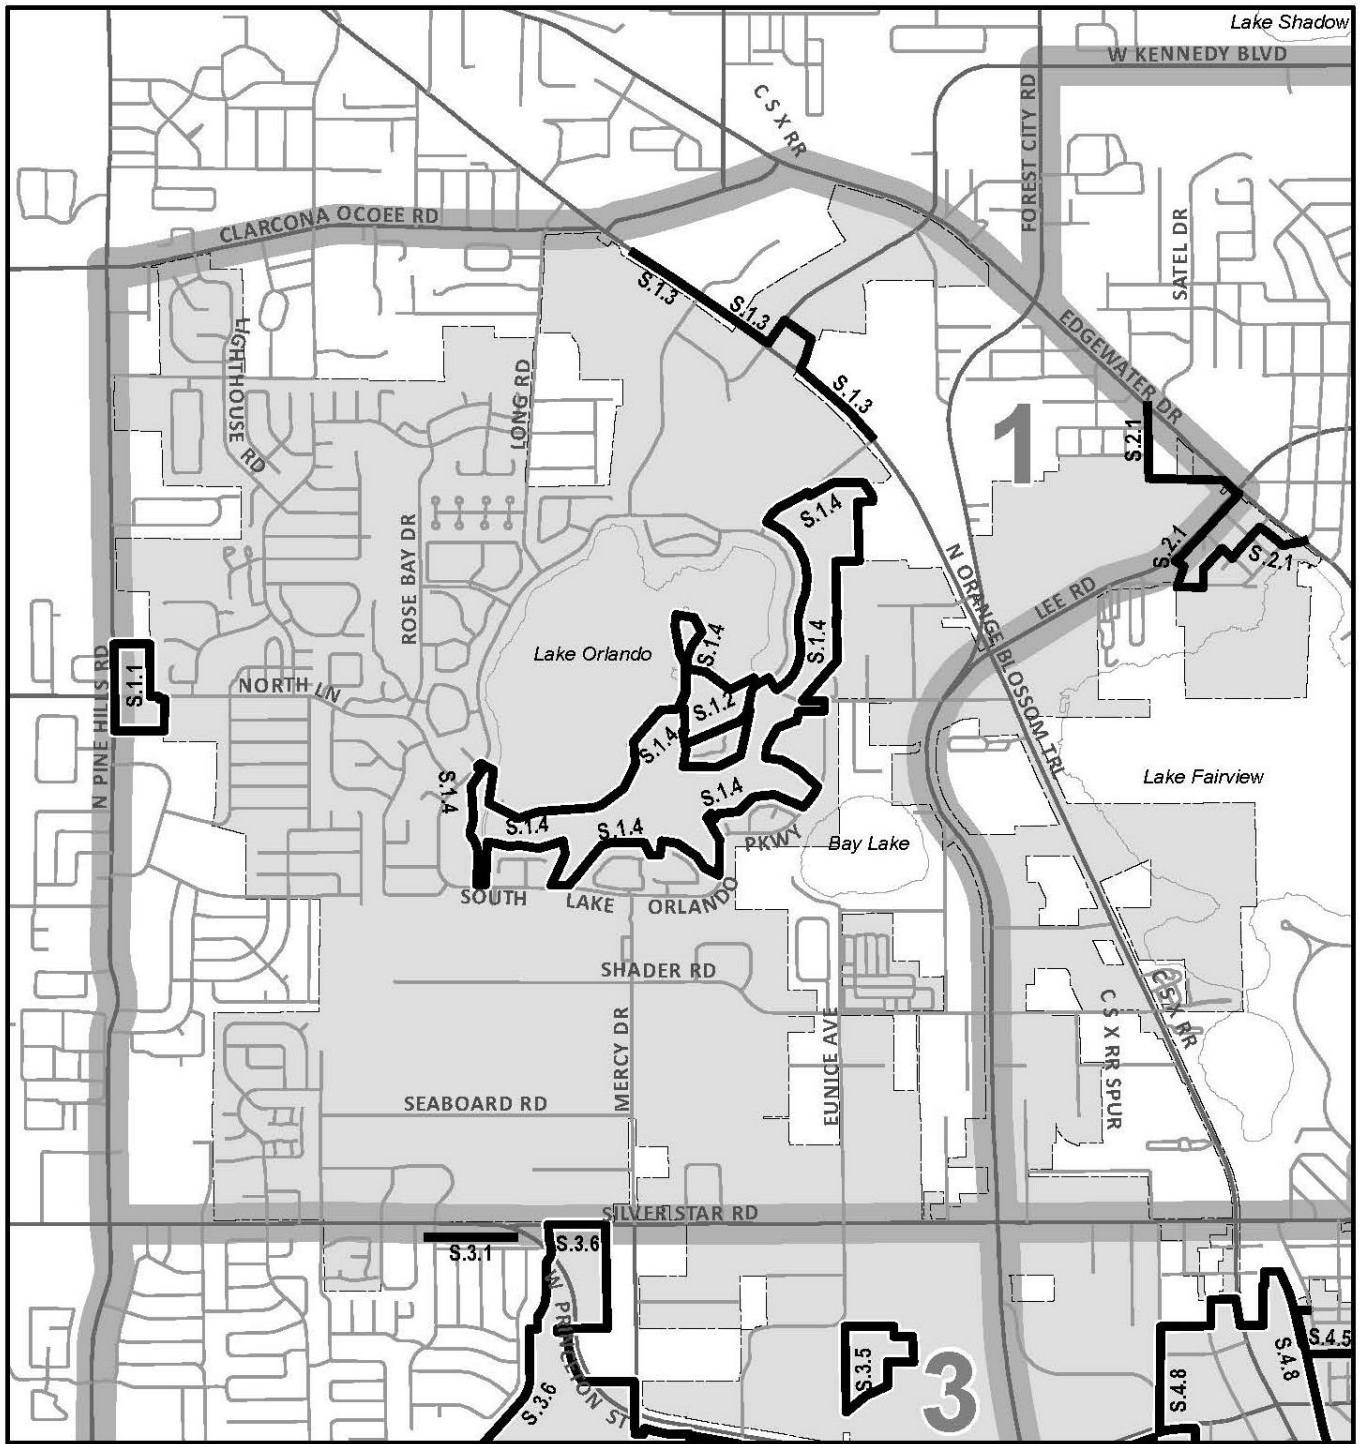 Lake Shadow
W KENNEDY BLVD
C S X RR
FOREST CITY RD
CLARCONA OCOEE RD
SATEL DR
S.1.3
S.1.3
S.1.3
EDGEWATER DR
LIGHTHOUSE RD
LONG RD
1
S.2.1
S.1.4
ROSE BAY DR
S.2.1
S.2.1
N ORANGE BLOSSOM TRL
LEE RD
Lake Orlando
S.1.4
S.1.4
N PINE HILLS RD
S.1.1
NORTH LN
S.1.2
S.1.4
Lake Fairview
S.1.4
S.1.4
S.1.4
S.1.4
PKWY
Bay Lake
SOUTH LAKE ORLANDO
SHADER RD
C S X RR
C S X RR SPUR
MERCY DR
EUNICE AVE
SEABOARD RD
SILVER STAR RD
S.3.1
S.3.6
W PRINCETON ST
S.3.5
S.4.5
S.4.8
S.4.8
S.3.6
3